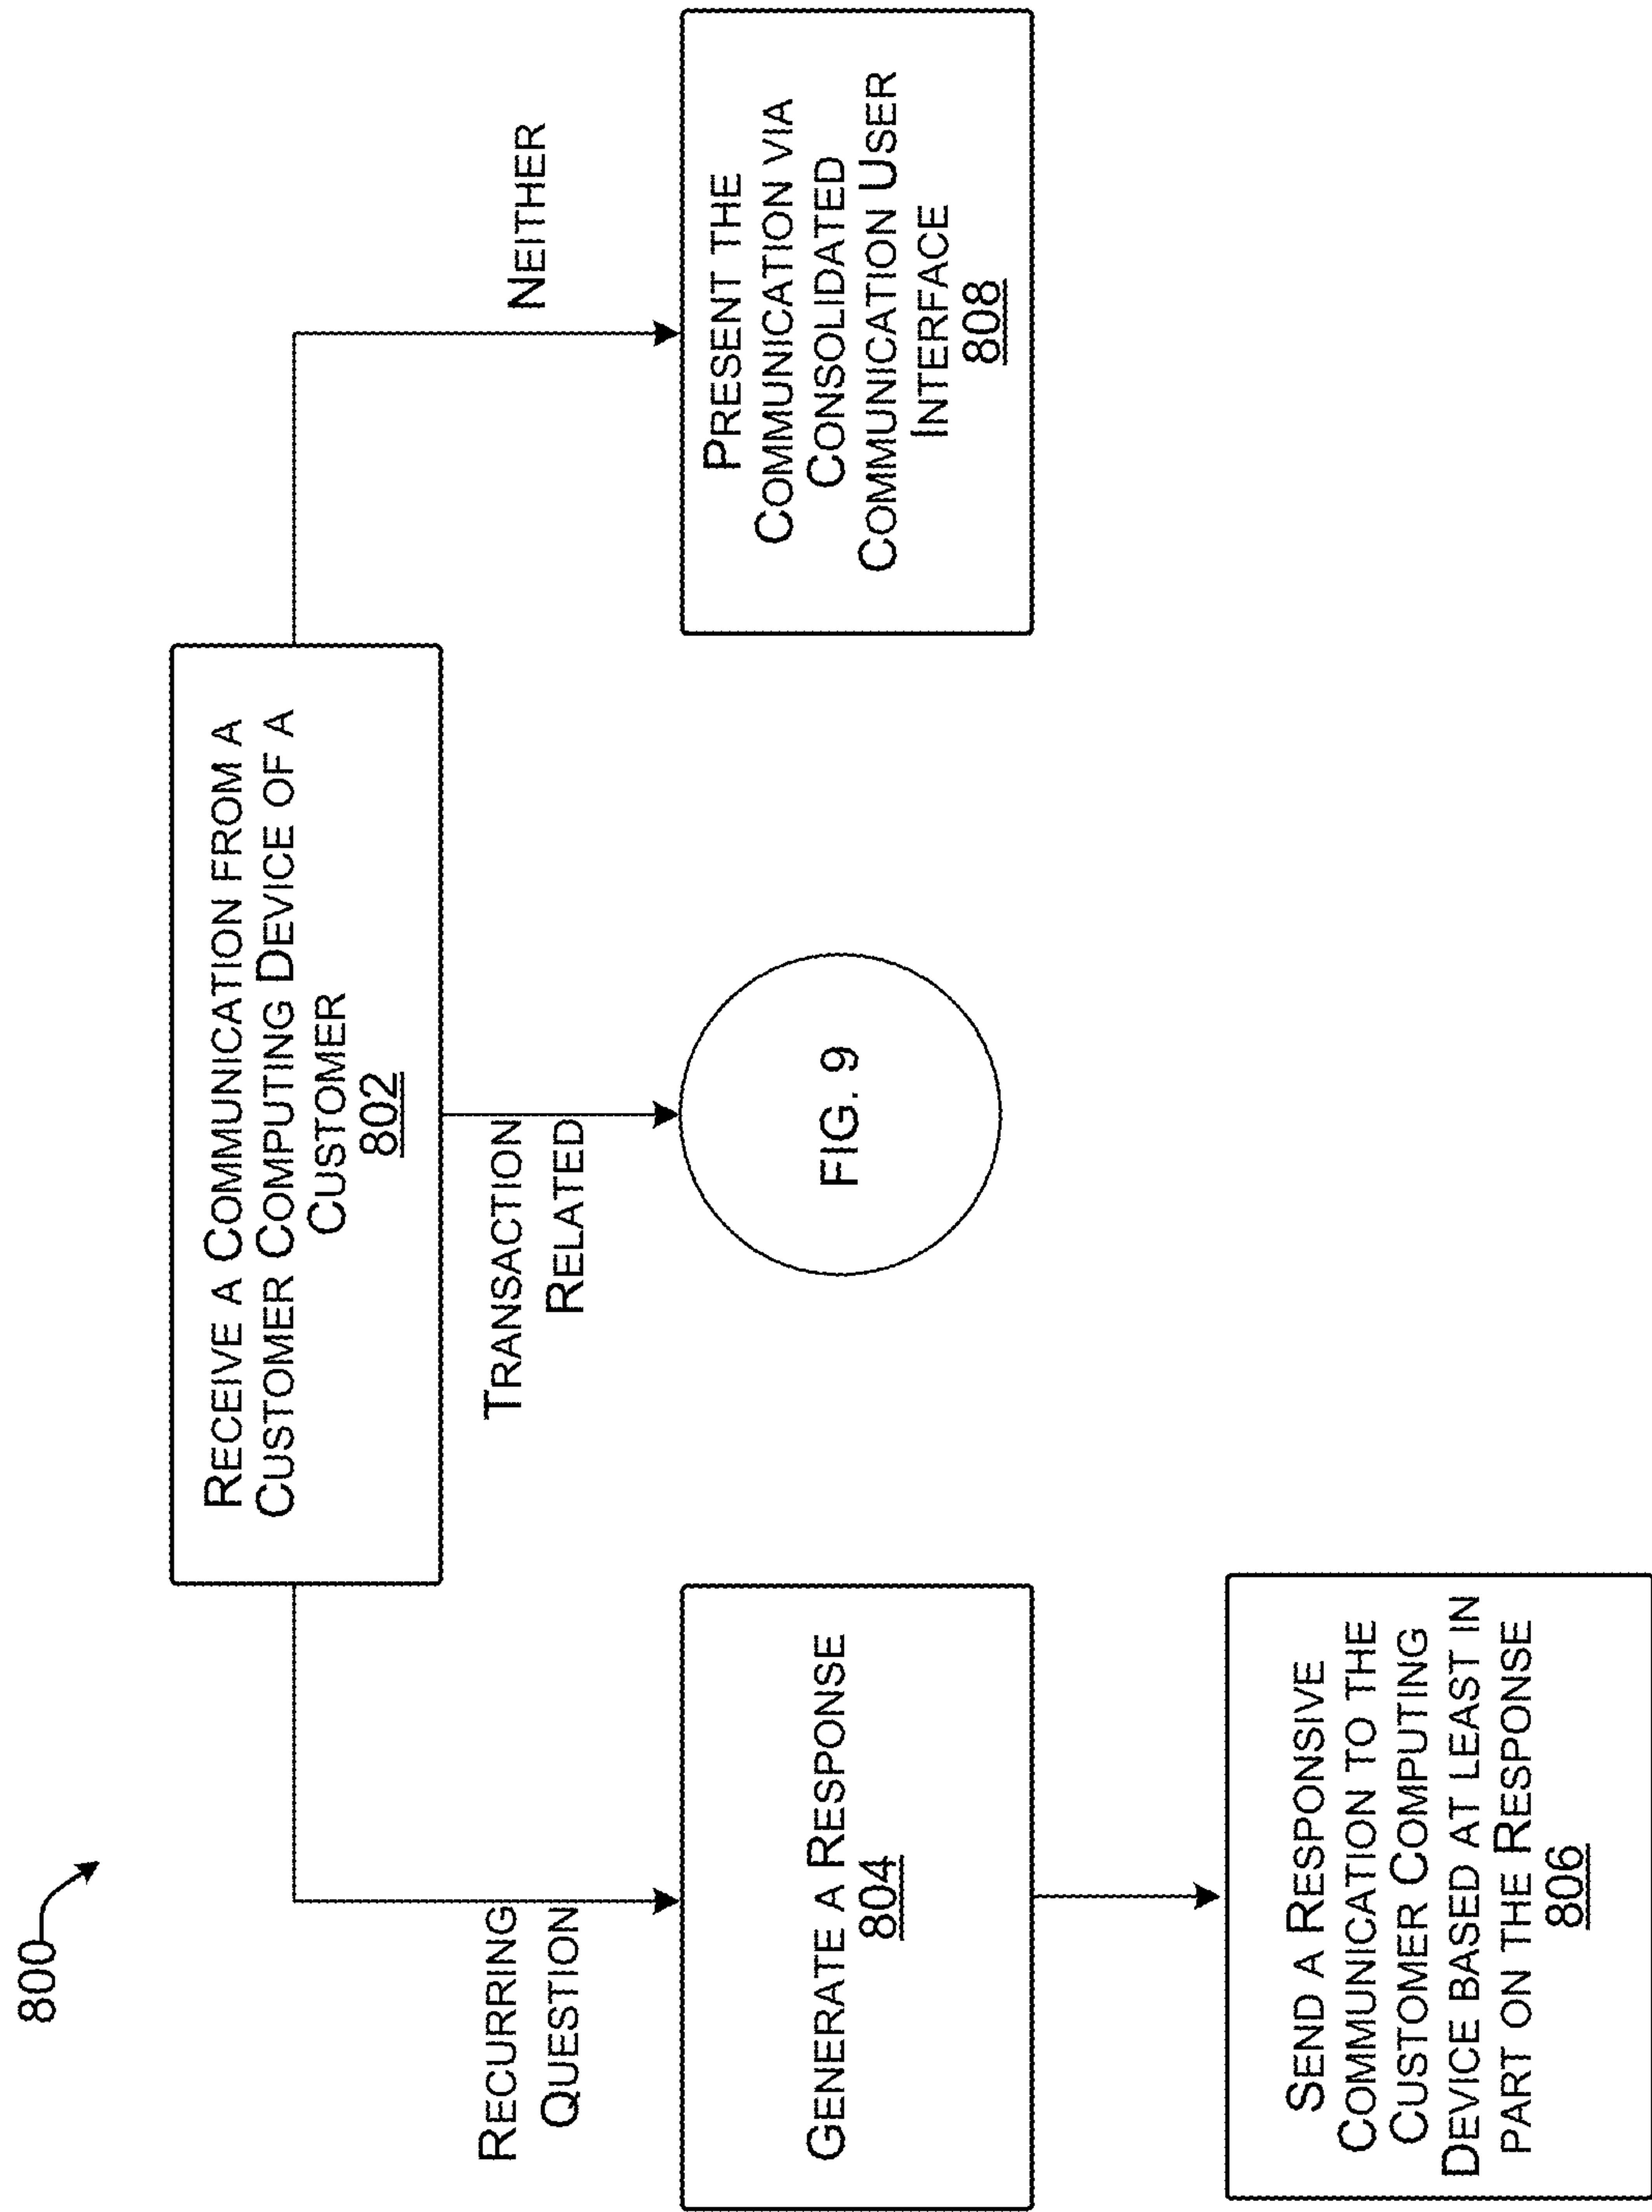 800
RECEIVE A COMMUNICATION FROM A
CUSTOMER COMPUTING DEVICE OF A
CUSTOMER
802
RECURRING
QUESTION
TRANSACTION
RELATED
NEITHER
GENERATE A RESPONSE
804
FIG. 9
PRESENT THE
COMMUNICATION VIA
CONSOLIDATED
COMMUNICATION USER
INTERFACE
808
SEND A RESPONSIVE
COMMUNICATION TO THE
CUSTOMER COMPUTING
DEVICE BASED AT LEAST IN
PART ON THE RESPONSE
806